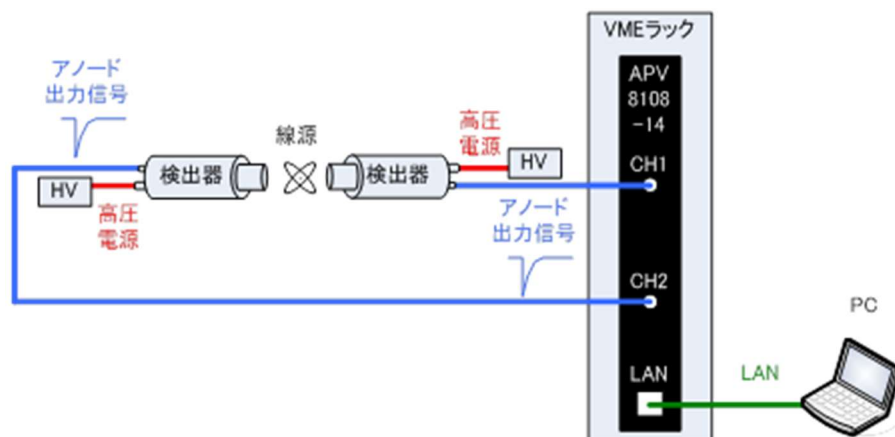 VMEラック
APV
8108
-14
アノード
出力信号
線源
高圧
電源
HV
検出器
検出器
CH1
HV
高圧
電源
アノード
出力信号
CH2
PC
LAN
LAN